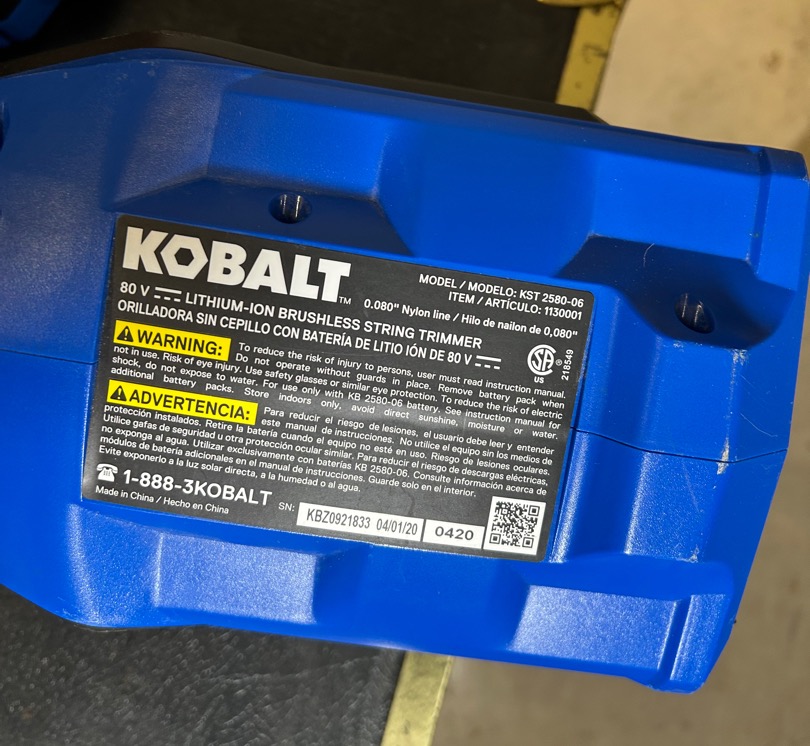 KOBALT™
MODEL / MODELO: KST 2580-06
ITEM / ARTÍCULO: 1130001
80 V LITHIUM-ION BRUSHLESS STRING TRIMMER
0.080" Nylon line / Hilo de nailon de 0,080"
ORILLADORA SIN CEPILLO CON BATERÍA DE LITIO IÓN DE 80 V
WARNING: To reduce the risk of injury to persons, user must read instruction manual.
Do not operate without guards in place. Remove battery pack when
not in use. Risk of eye injury. Use safety glasses or similar eye protection. To reduce the risk of electric
shock, do not expose to water. For use only with KB 2580-06 battery. See instruction manual for
additional battery packs. Store indoors only, avoid direct sunshine, moisture or water.
ADVERTENCIA: Para reducir el riesgo de lesiones, el usuario debe leer y entender
este manual de instrucciones. No utilice el equipo sin los medios de
protección instalados. Retire la batería cuando el equipo no esté en uso. Riesgo de lesiones oculares.
Utilice gafas de seguridad u otra protección ocular similar. Para reducir el riesgo de descargas eléctricas,
no exponga al agua. Utilizar exclusivamente con baterías KB 2580-06. Consulta información acerca de
módulos de batería adicionales en el manual de instrucciones. Guarde solo en el interior.
Evite exponerlo a la luz solar directa, a la humedad o al agua.
SA
®
US
218549
1-888-3KOBALT
Made in China / Hecho en China
SN: KBZ0921833 04/01/20
0420